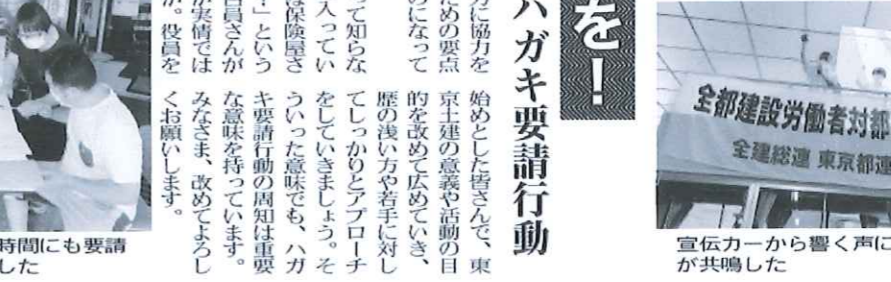 を！
ハガキ要請行動
方に協力を
ための要点
のになって
って知らな
入ってい
は保険屋さ
！」という
合員さんが
が実情では
か。役員を
始めとした皆さんで、東
京土建の意義や活動の目
的を改めて広めていき、
歴の浅い方や若手に対し
てしっかりとアプローチ
をしていきましょう。そ
ういった意味でも、ハガ
キ要請行動の周知は重要
な意味を持っています。
みなさま、改めてよろし
くお願いします。
全都建設労働者対都
全建総連 東京都連
宣伝カーから響く声に
が共鳴した
時間にも要請
した